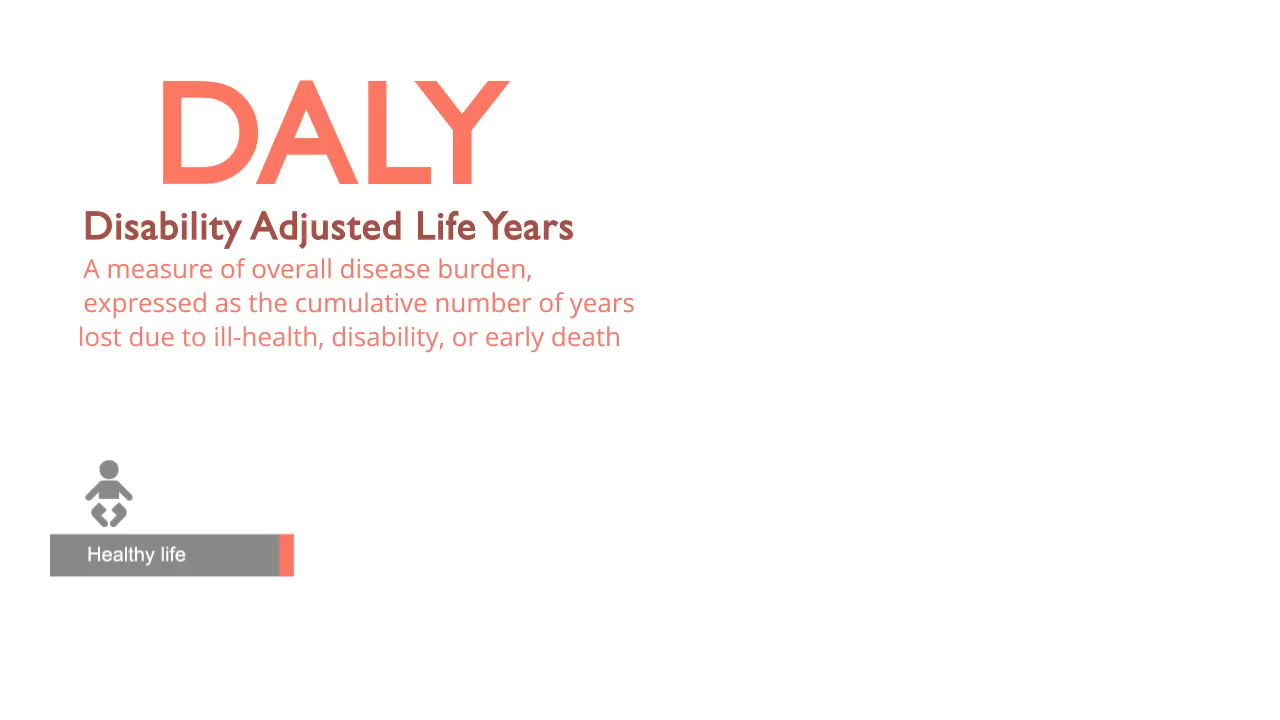 DALY
Disability Adjusted Life Years
A measure of overall disease burden,
expressed as the cumulative number of years
lost due to ill-health, disability, or early death
Healthy life